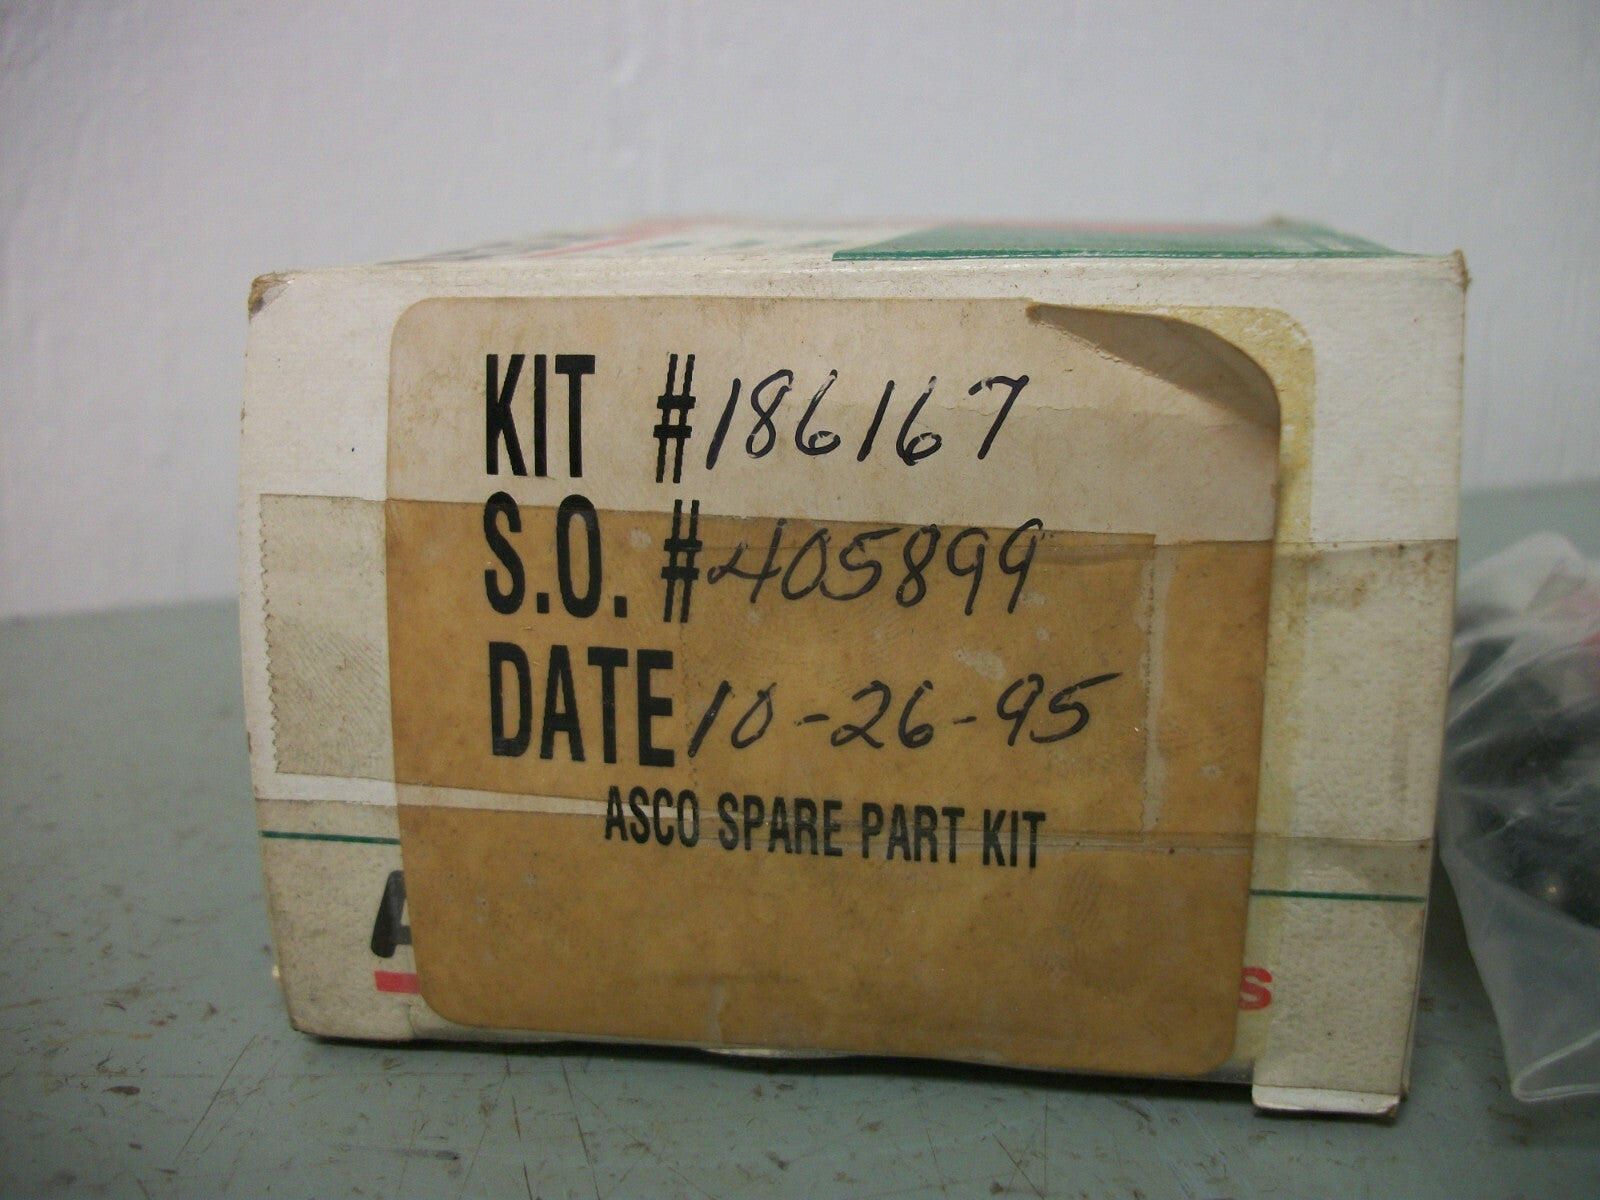 KIT #186167
S.O. #405899
DATE 10-26-95
ASCO SPARE PART KIT
A
s